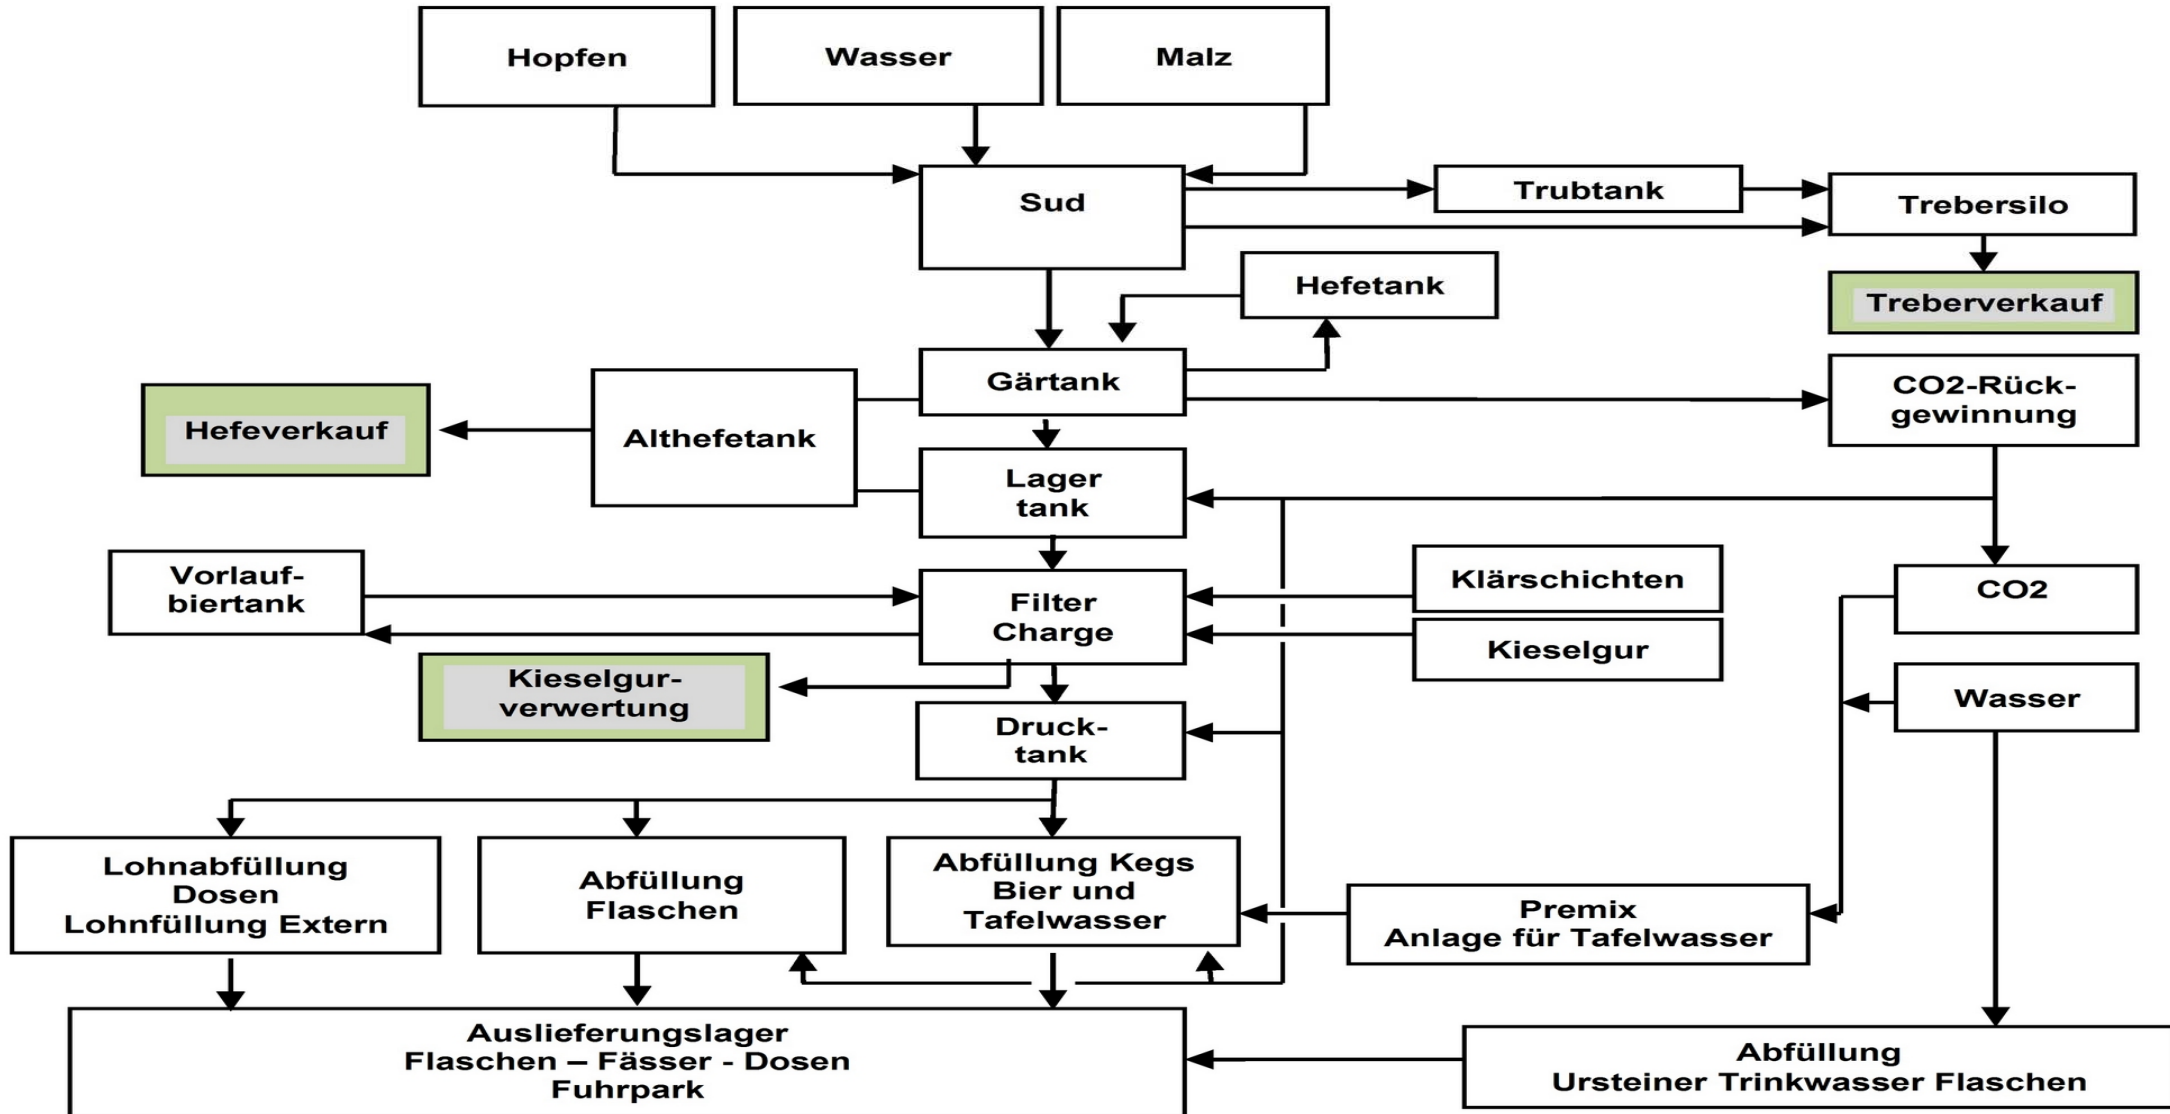 Hopfen
Wasser
Malz
Sud
Trubtank
Trebersilo
Hefetank
Treberverkauf
Gärtank
CO2-Rück-
gewinnung
Hefeverkauf
Althefetank
Lager
tank
Vorlauf-
biertank
Filter
Charge
Klärschichten
CO2
Kieselgur
Kieselgur-
verwertung
Wasser
Druck-
tank
Lohnabfüllung
Dosen
Lohnfüllung Extern
Abfüllung
Flaschen
Abfüllung Kegs
Bier und
Tafelwasser
Premix
Anlage für Tafelwasser
Auslieferungslager
Flaschen – Fässer - Dosen
Fuhrpark
Abfüllung
Ursteiner Trinkwasser Flaschen